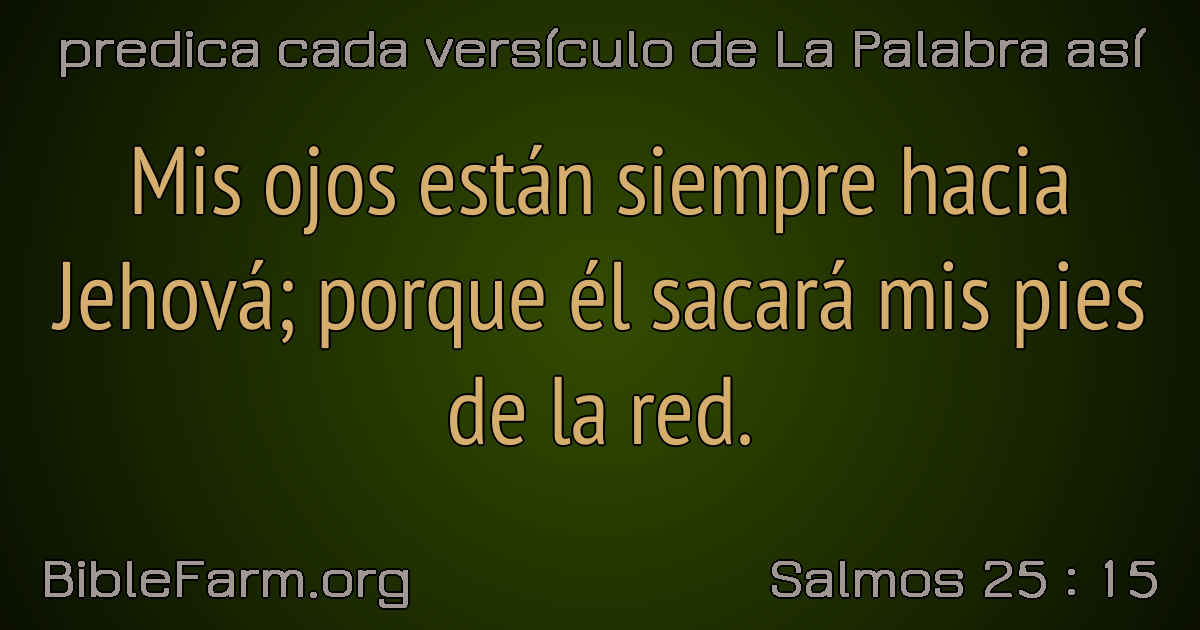 predica cada versículo de La Palabra así
Mis ojos están siempre hacia
Jehová; porque él sacará mis pies
de la red.
BibleFarm.org
Salmos 25 : 15